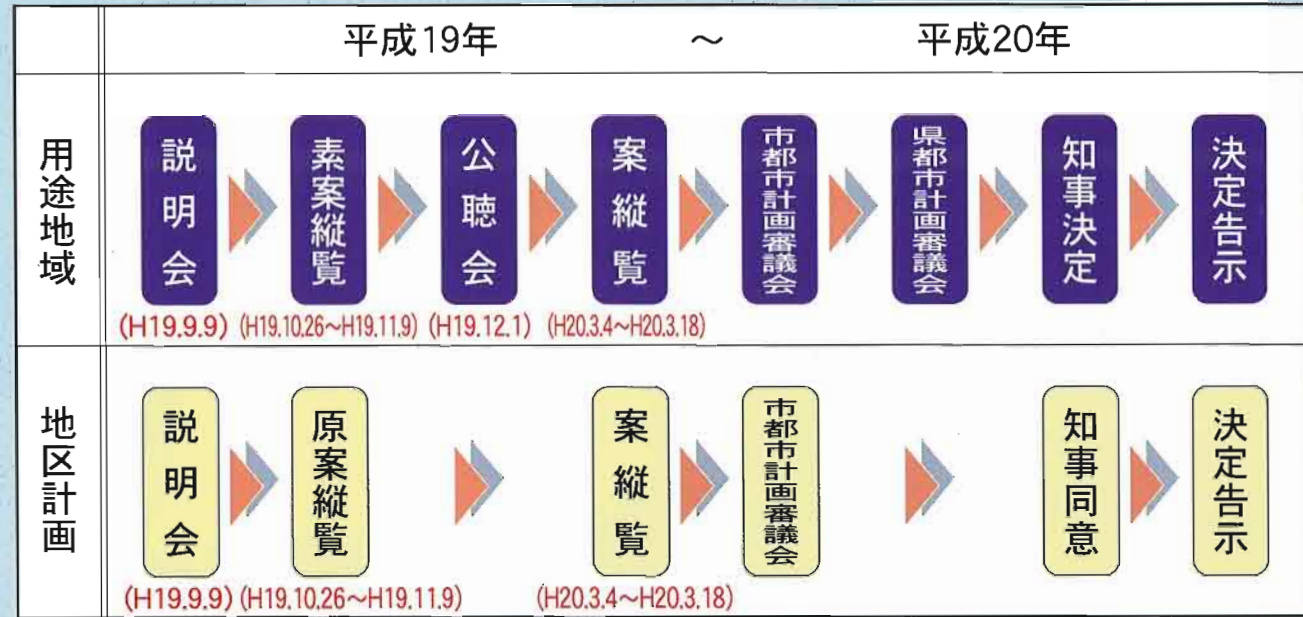 平成19年 ～ 平成20年
用途地域
説明会
素案縦覧
公聴会
案縦覧
市都市計画審議会
県都市計画審議会
知事決定
決定告示
(H19.9.9) (H19.10.26～H19.11.9) (H19.12.1) (H20.3.4～H20.3.18)
地区計画
説明会
原案縦覧
案縦覧
市都市計画審議会
知事同意
決定告示
(H19.9.9) (H19.10.26～H19.11.9) (H20.3.4～H20.3.18)